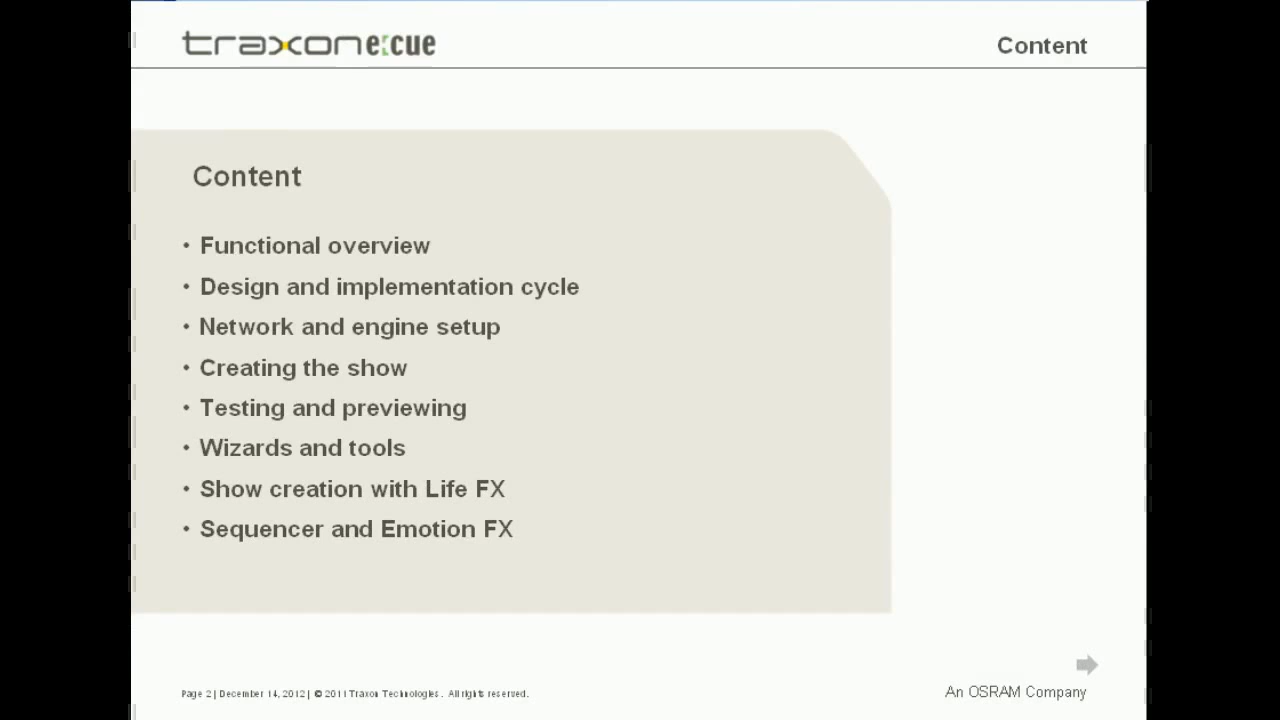 traxon e:cue
Content
Content
• Functional overview
• Design and implementation cycle
• Network and engine setup
• Creating the show
• Testing and previewing
• Wizards and tools
• Show creation with Life FX
• Sequencer and Emotion FX
Page 2 | December 14, 2012 | © 2011 Traxon Technologies. All rights reserved.
An OSRAM Company